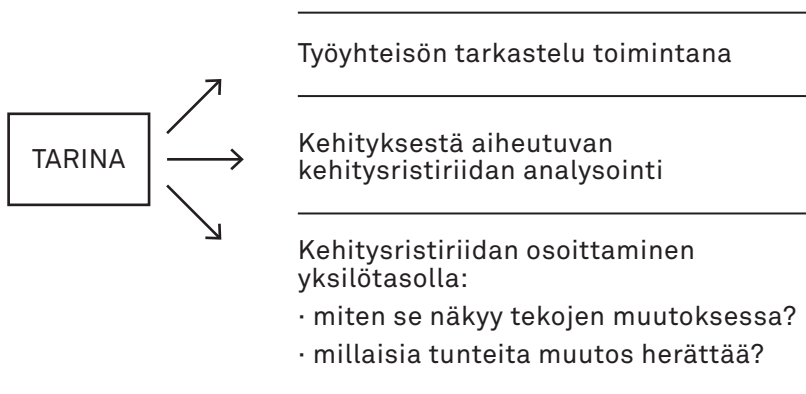 TARINA
Työyhteisön tarkastelu toimintana
Kehityksestä aiheutuvan
kehitysristiriidan analysointi
Kehitysristiriidan osoittaminen
yksilötasolla:
· miten se näkyy tekojen muutoksessa?
· millaisia tunteita muutos herättää?